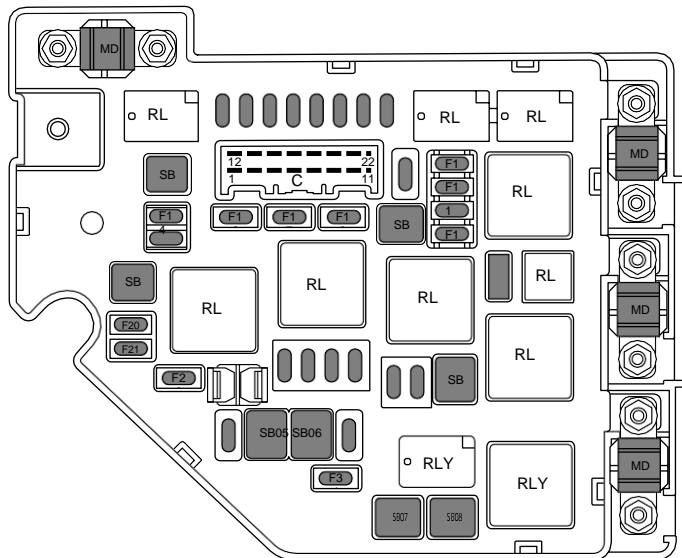 MD
RL RL RL
MD
12 22
1 C 11
F1
SB
RL
F1
F1
4
F1 F1 F1
1
SB
F1
RL
RL
RL
RL
SB
MD
F20
F21
RL
F2
SB
SB05 SB06
RLY
MD
F3
RLY
SB07 SB08